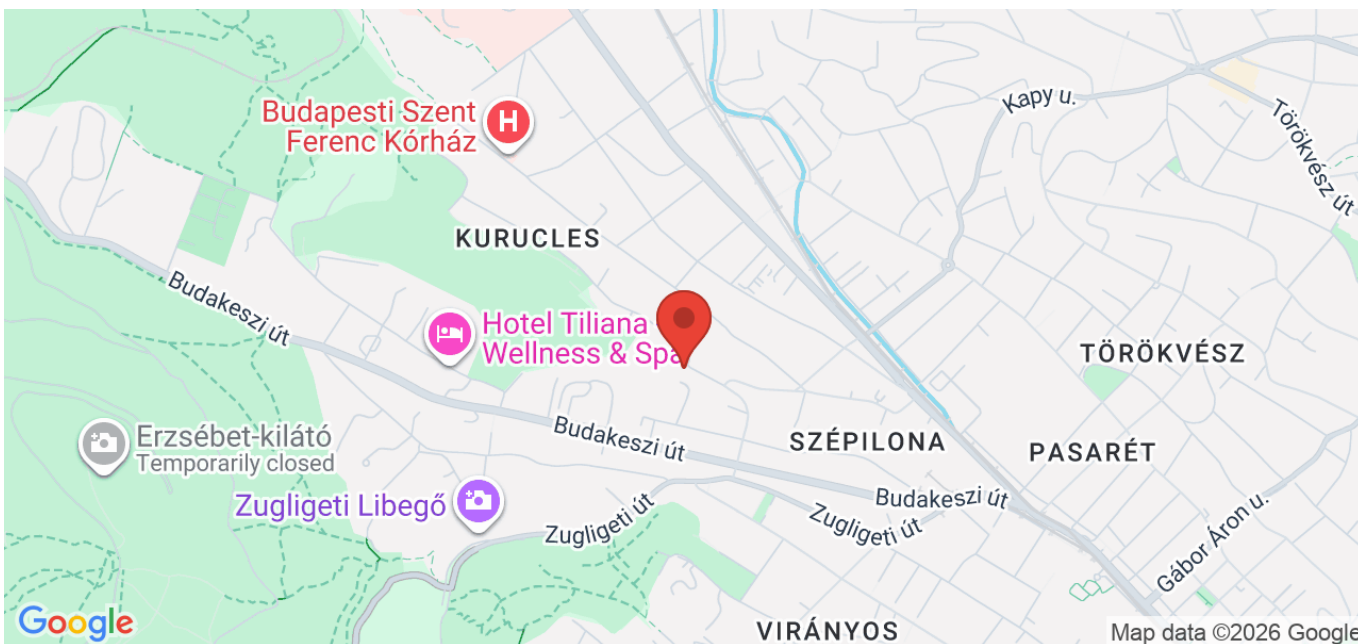 Budapesti Szent
Ferenc Kórház
H
Kapy u.
Törökvész út
KURUCLES
Budakeszi út
Hotel Tiliana
Wellness & Spa
TÖRÖKVÉSZ
Erzsébet-kilátó
Temporarily closed
Budakeszi út
SZÉPILONA
PASARÉT
Zugligeti Libegő
Budakeszi út
Zugligeti út
Zugligeti út
Gábor Áron u.
Google
VIRÁNYOS
Map data ©2026 Google